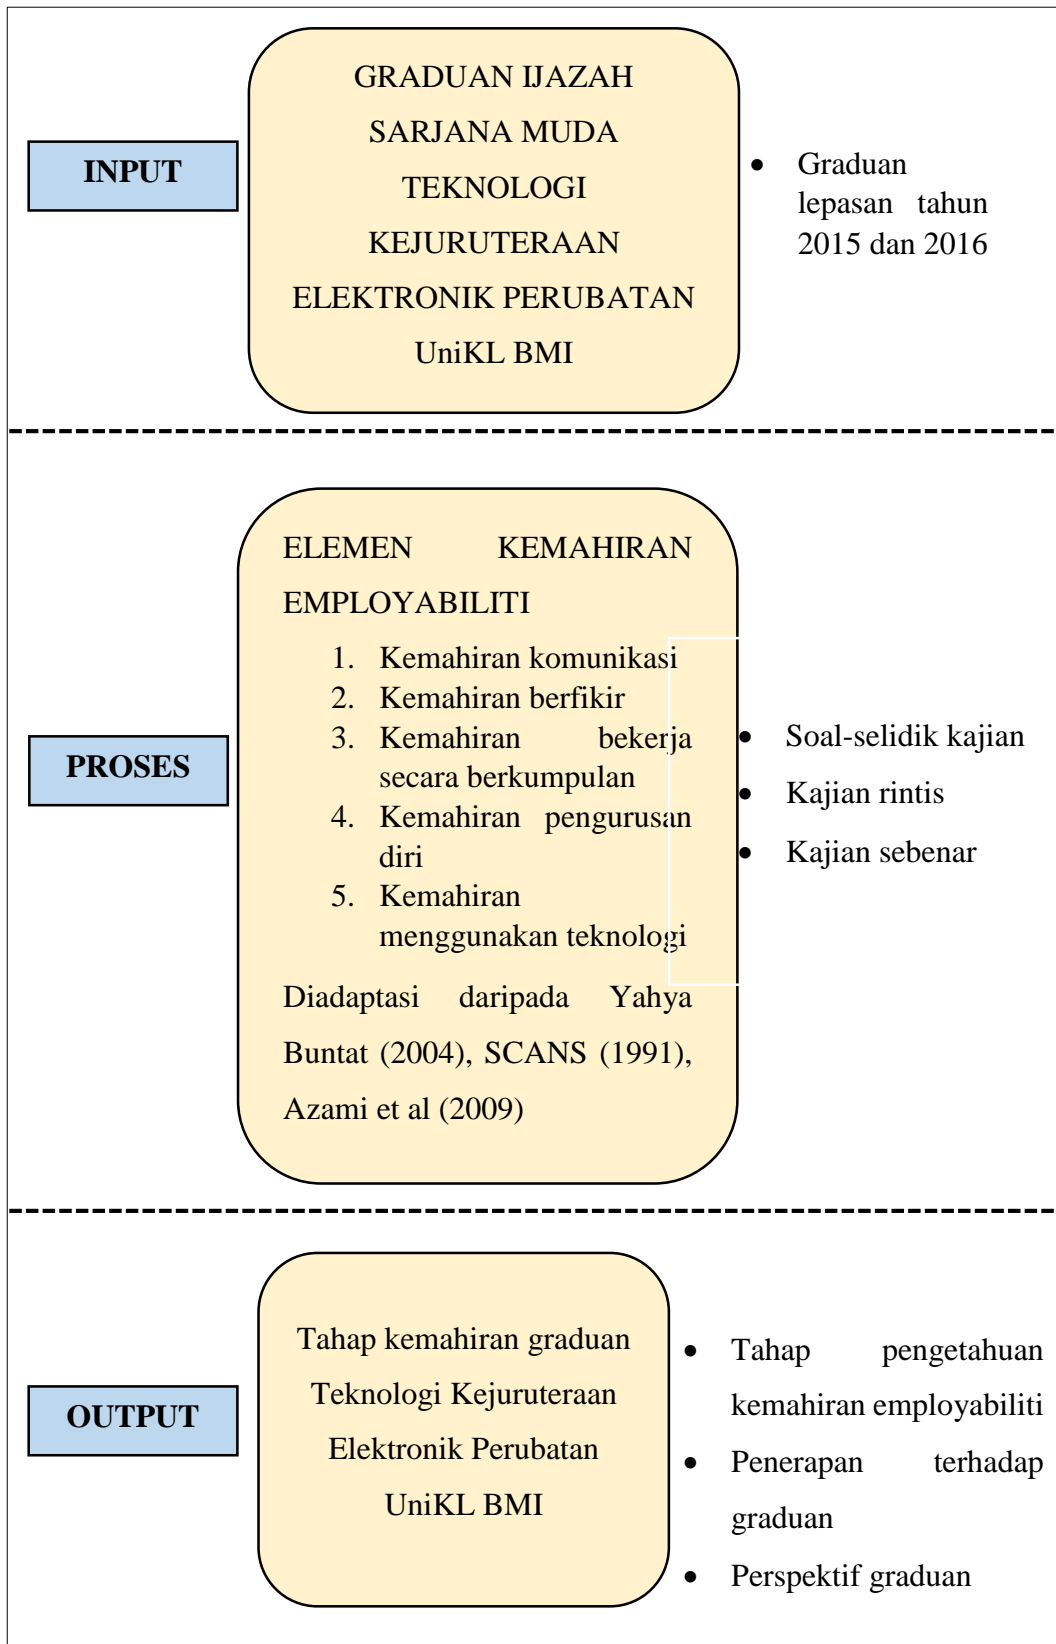 GRADUAN IJAZAH
SARJANA MUDA
TEKNOLOGI
KEJURUTERAAN
ELEKTRONIK PERUBATAN
UniKL BMI
INPUT
• Graduan
lepasan tahun
2015 dan 2016
ELEMEN KEMAHIRAN
EMPLOYABILITI
1. Kemahiran komunikasi
2. Kemahiran berfikir
3. Kemahiran bekerja
secara berkumpulan
4. Kemahiran pengurusan
diri
5. Kemahiran
menggunakan teknologi
Diadaptasi daripada Yahya
Buntat (2004), SCANS (1991),
Azami et al (2009)
PROSES
• Soal-selidik kajian
• Kajian rintis
• Kajian sebenar
Tahap kemahiran graduan
Teknologi Kejuruteraan
Elektronik Perubatan
UniKL BMI
OUTPUT
• Tahap pengetahuan
kemahiran employabiliti
• Penerapan terhadap
graduan
• Perspektif graduan